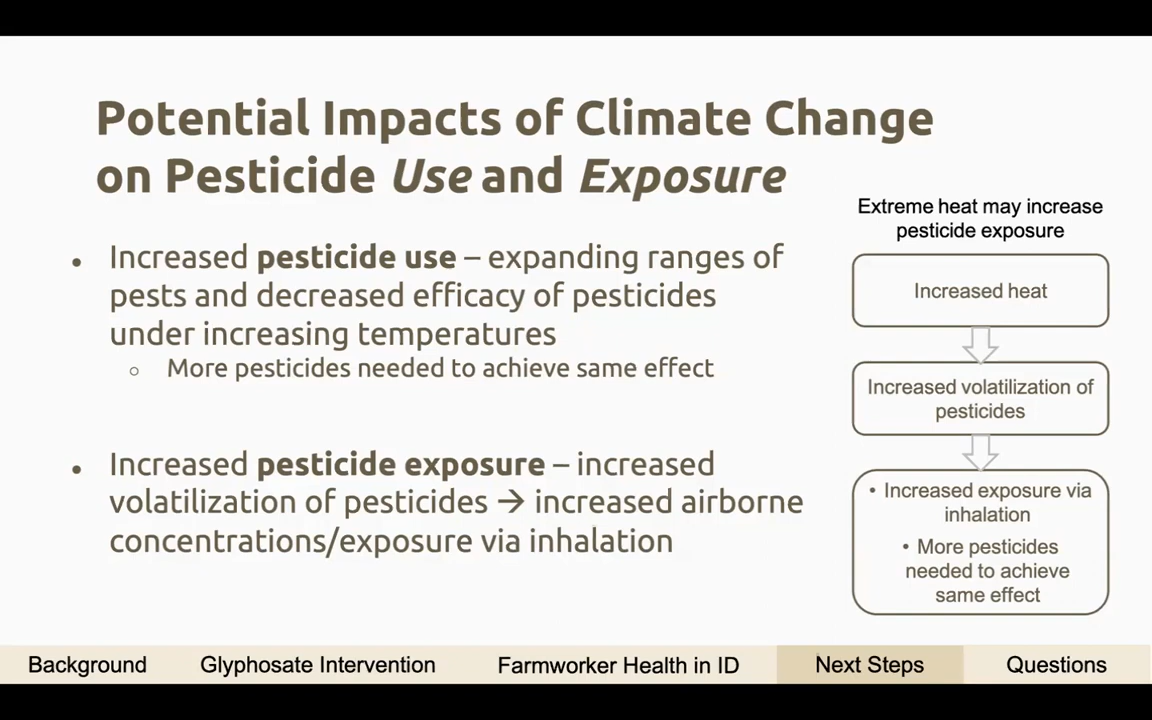 Potential Impacts of Climate Change
on Pesticide Use and Exposure
• Increased pesticide use – expanding ranges of
pests and decreased efficacy of pesticides
under increasing temperatures
○ More pesticides needed to achieve same effect
• Increased pesticide exposure – increased
volatilization of pesticides → increased airborne
concentrations/exposure via inhalation
Extreme heat may increase
pesticide exposure
Increased heat
Increased volatilization of
pesticides
• Increased exposure via
inhalation
• More pesticides
needed to achieve
same effect
Background
Glyphosate Intervention
Farmworker Health in ID
Next Steps
Questions